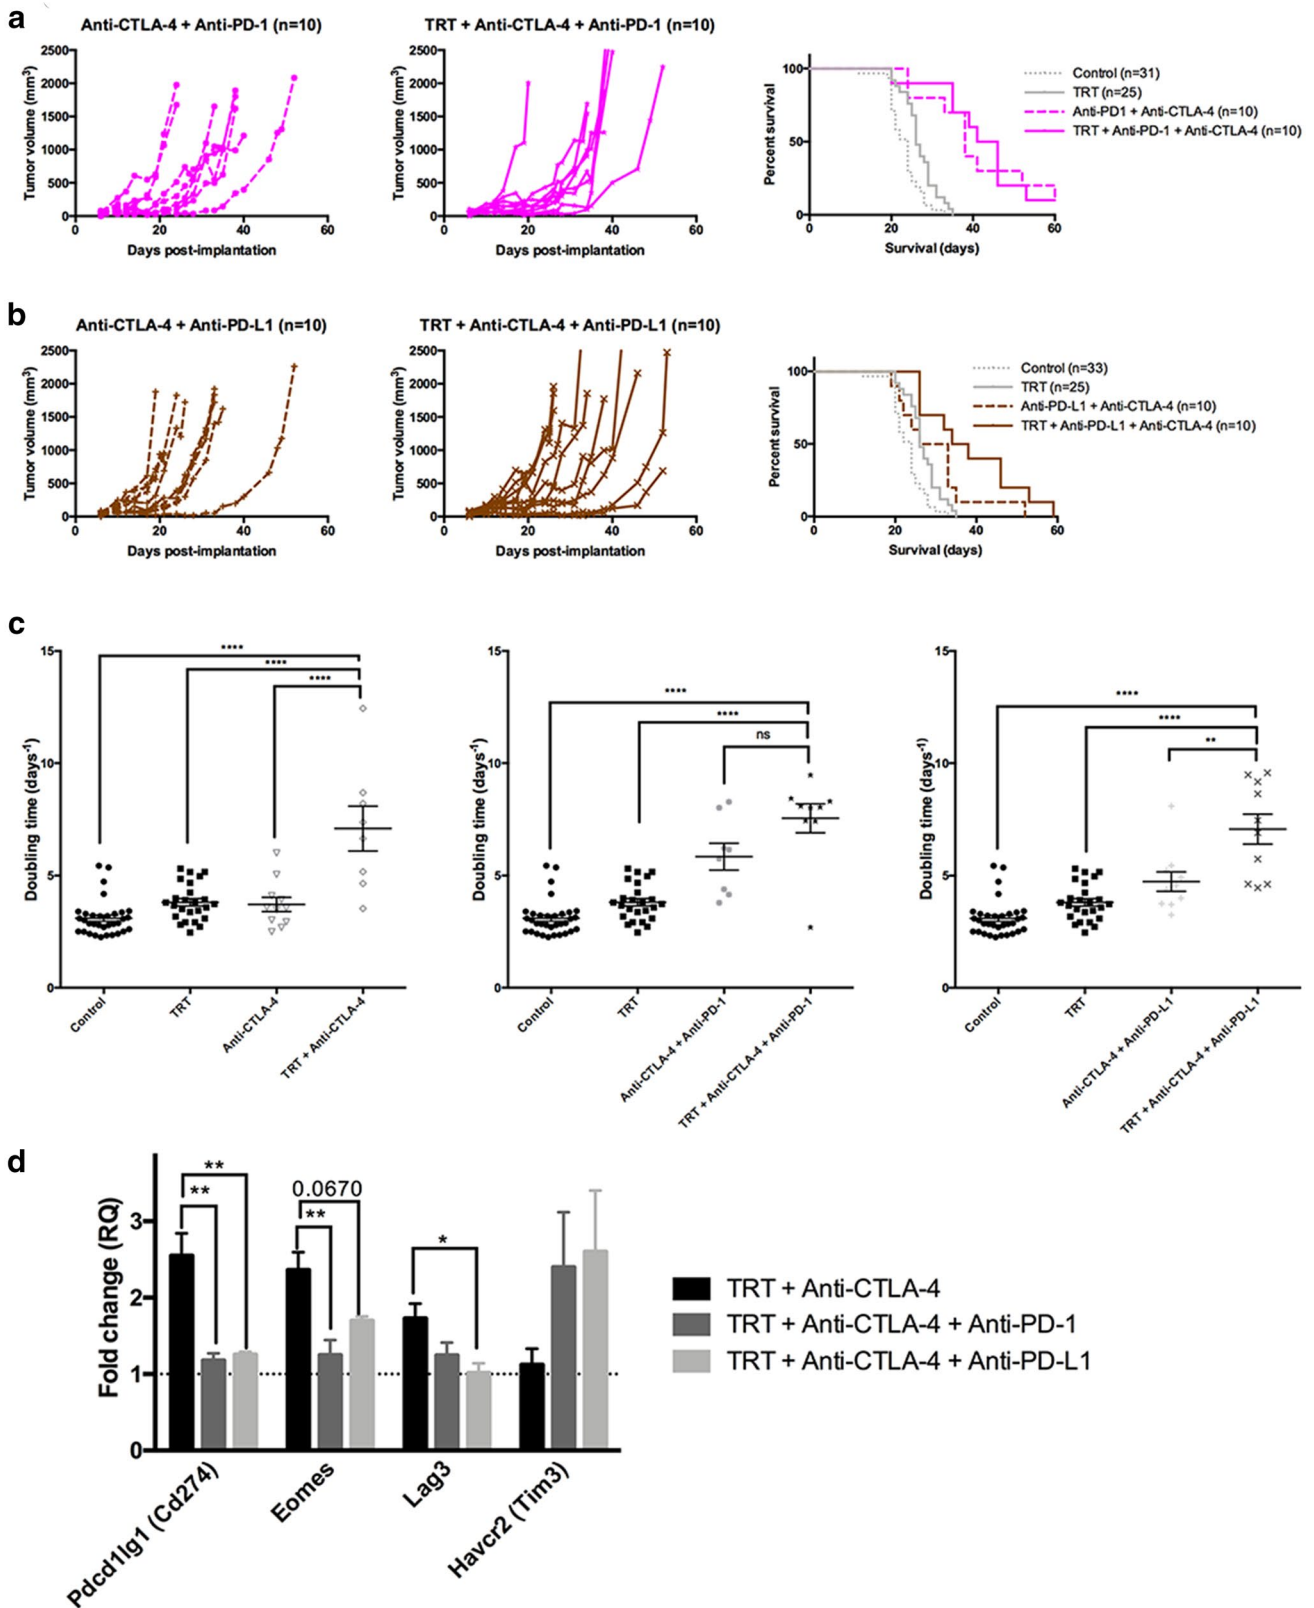 a
Anti-CTLA-4 + Anti-PD-1 (n=10)
Tumor volume (mm³)
2500
2000
1500
1000
500
0
0 20 40 60
Days post-implantation
TRT + Anti-CTLA-4 + Anti-PD-1 (n=10)
Tumor volume (mm³)
2500
2000
1500
1000
500
0
0 20 40 60
Days post-implantation
Percent survival
100
50
0
0 20 40 60
Survival (days)
Control (n=31)
TRT (n=25)
Anti-PD1 + Anti-CTLA-4 (n=10)
TRT + Anti-PD-1 + Anti-CTLA-4 (n=10)
b
Anti-CTLA-4 + Anti-PD-L1 (n=10)
Tumor volume (mm³)
2500
2000
1500
1000
500
0
0 20 40 60
Days post-implantation
TRT + Anti-CTLA-4 + Anti-PD-L1 (n=10)
Tumor volume (mm³)
2500
2000
1500
1000
500
0
0 20 40 60
Days post-implantation
Percent survival
100
50
0
0 20 40 60
Survival (days)
Control (n=33)
TRT (n=25)
Anti-PD-L1 + Anti-CTLA-4 (n=10)
TRT + Anti-PD-L1 + Anti-CTLA-4 (n=10)
c
Doubling time (days⁻¹)
15
10
5
0
****
****
****
Control
TRT
Anti-CTLA-4
TRT + Anti-CTLA-4
Doubling time (days⁻¹)
15
10
5
0
****
****
ns
Control
TRT
Anti-CTLA-4 + Anti-PD-1
TRT + Anti-CTLA-4 + Anti-PD-1
Doubling time (days⁻¹)
15
10
5
0
****
****
**
Control
TRT
Anti-CTLA-4 + Anti-PD-L1
TRT + Anti-CTLA-4 + Anti-PD-L1
d
Fold change (RQ)
3
2
1
0
**
**
0.0670
**
*
Pdcd1lg1 (Cd274)
Eomes
Lag3
Havcr2 (Tim3)
TRT + Anti-CTLA-4
TRT + Anti-CTLA-4 + Anti-PD-1
TRT + Anti-CTLA-4 + Anti-PD-L1